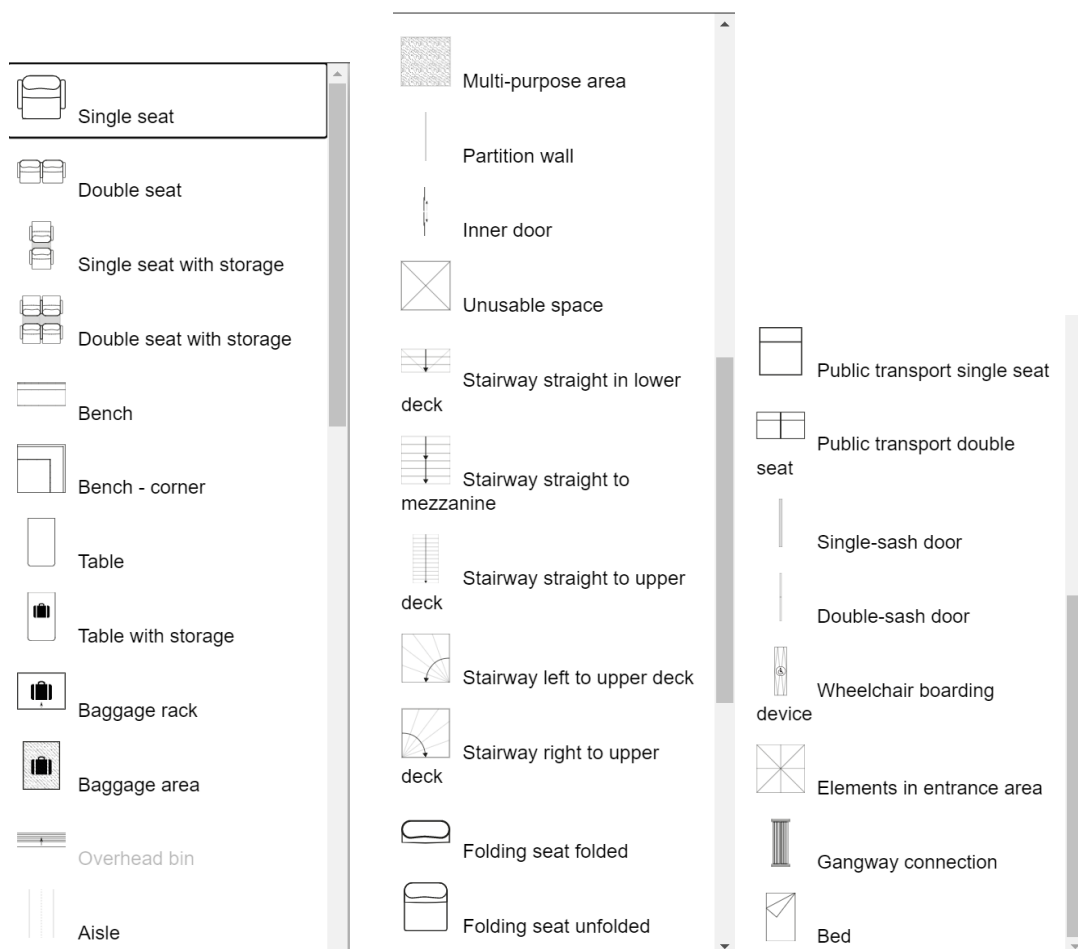 Single seat
Double seat
Single seat with storage
Double seat with storage
Bench
Bench - corner
Table
Table with storage
Baggage rack
Baggage area
Overhead bin
Aisle
Multi-purpose area
Partition wall
Inner door
Unusable space
Stairway straight in lower
deck
Stairway straight to
mezzanine
Stairway straight to upper
deck
Stairway left to upper deck
Stairway right to upper
deck
Folding seat folded
Folding seat unfolded
Public transport single seat
Public transport double
seat
Single-sash door
Double-sash door
Wheelchair boarding
device
Elements in entrance area
Gangway connection
Bed